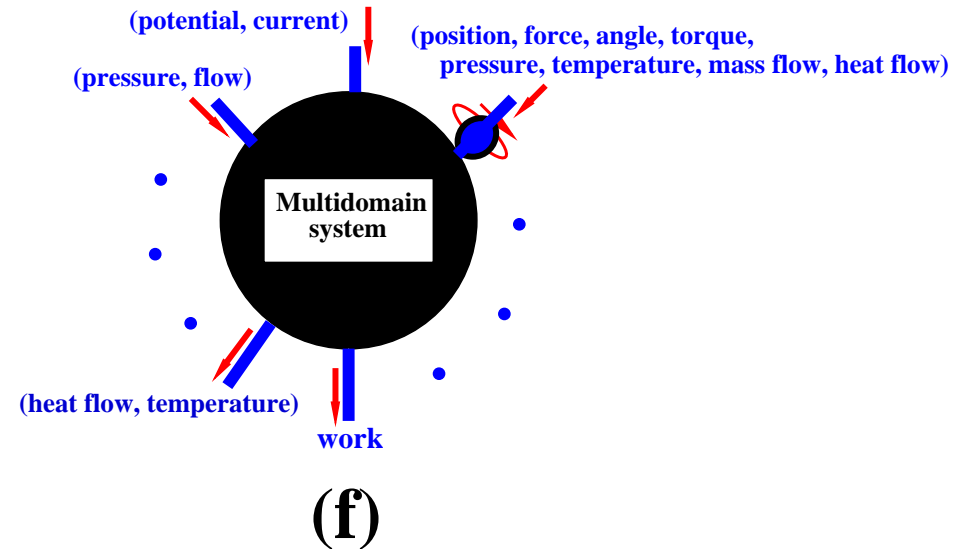 (potential, current)
(position, force, angle, torque,
pressure, temperature, mass flow, heat flow)
(pressure, flow)
Multidomain
system
(heat flow, temperature)
work
(f)